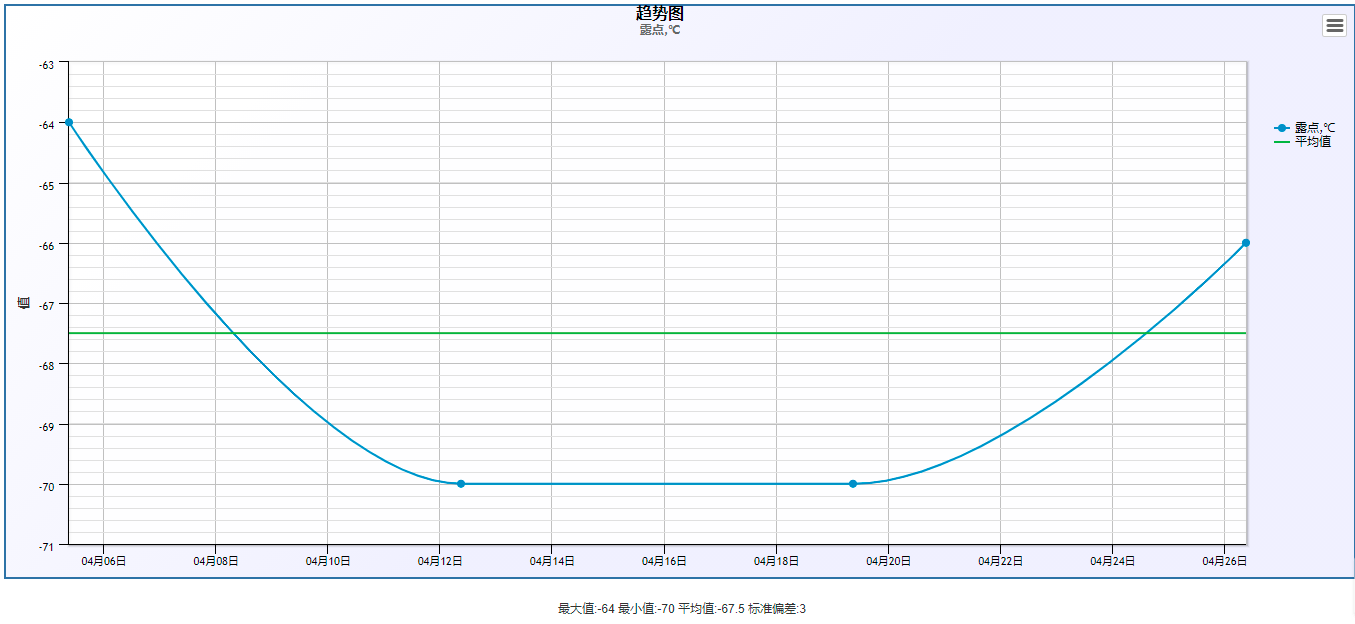 趋势图
露点,℃
-63
-64
-65
-66
-67
-68
-69
-70
-71
值
04月06日
04月08日
04月10日
04月12日
04月14日
04月16日
04月18日
04月20日
04月22日
04月24日
04月26日
露点,℃
平均值
最大值:-64 最小值:-70 平均值:-67.5 标准偏差:3